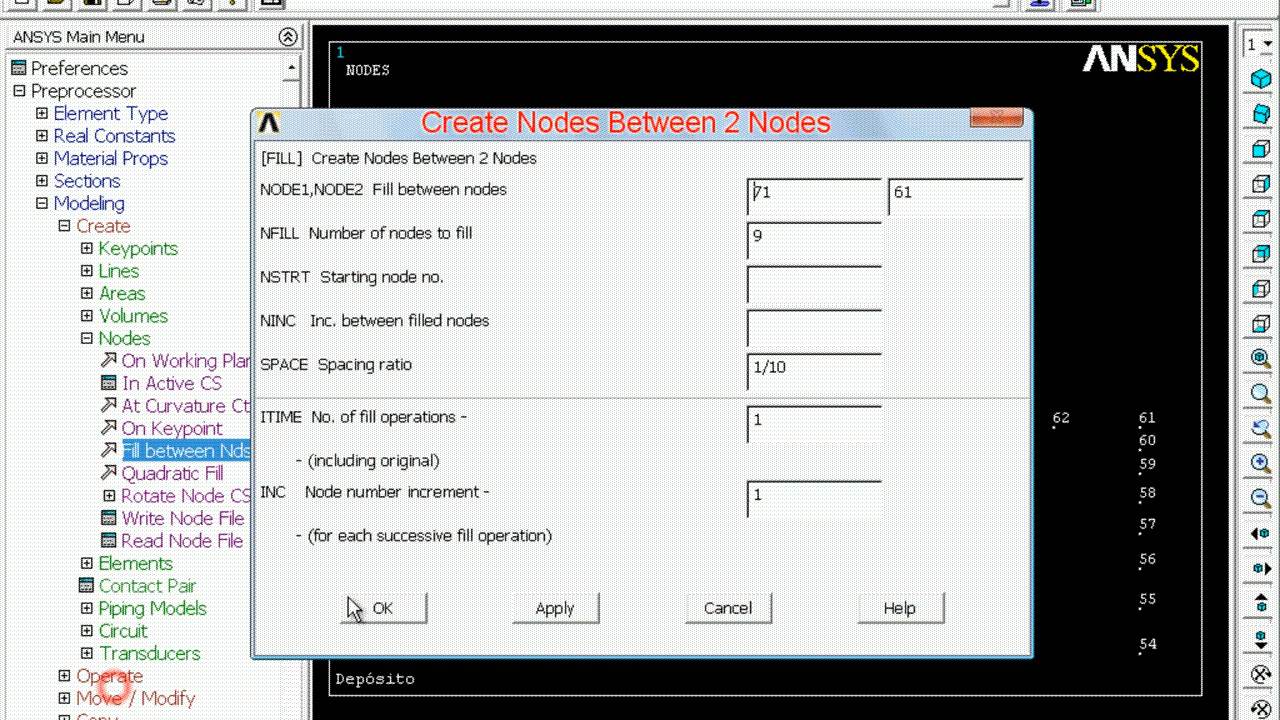 ANSYS Main Menu
Preferences
Preprocessor
Element Type
Real Constants
Material Props
Sections
Modeling
Create
Keypoints
Lines
Areas
Volumes
Nodes
On Working Plan
In Active CS
At Curvature Ct
On Keypoint
Fill between Nds
Quadratic Fill
Rotate Node CS
Write Node File
Read Node File
Elements
Contact Pair
Piping Models
Circuit
Transducers
Operate
Move / Modify
Copy
1
NODES
ANSYS
Create Nodes Between 2 Nodes
[FILL] Create Nodes Between 2 Nodes
NODE1,NODE2 Fill between nodes 71 61
NFILL Number of nodes to fill 9
NSTRT Starting node no.
NINC Inc. between filled nodes
SPACE Spacing ratio 1/10
ITIME No. of fill operations - 1
- (including original)
INC Node number increment - 1
- (for each successive fill operation)
OK Apply Cancel Help
62 61
60
59
58
57
56
55
54
Depósito
1